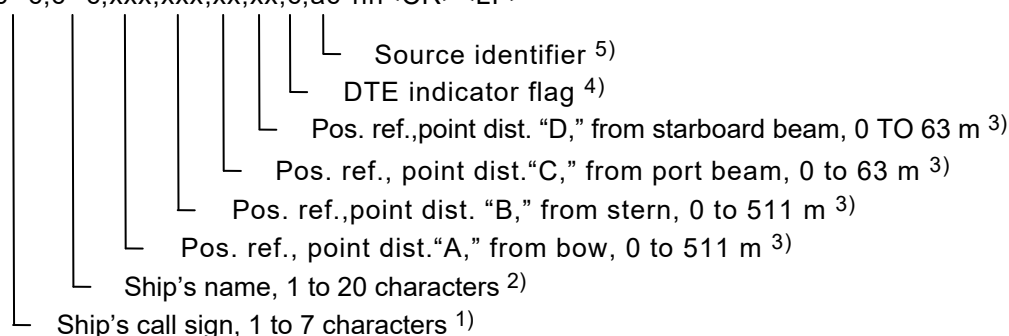 Source identifier 5)
DTE indicator flag 4)
Pos. ref.,point dist. “D,” from starboard beam, 0 TO 63 m 3)
Pos. ref., point dist.“C,” from port beam, 0 to 63 m 3)
Pos. ref.,point dist. “B,” from stern, 0 to 511 m 3)
Pos. ref., point dist.“A,” from bow, 0 to 511 m 3)
Ship’s name, 1 to 20 characters 2)
Ship’s call sign, 1 to 7 characters 1)